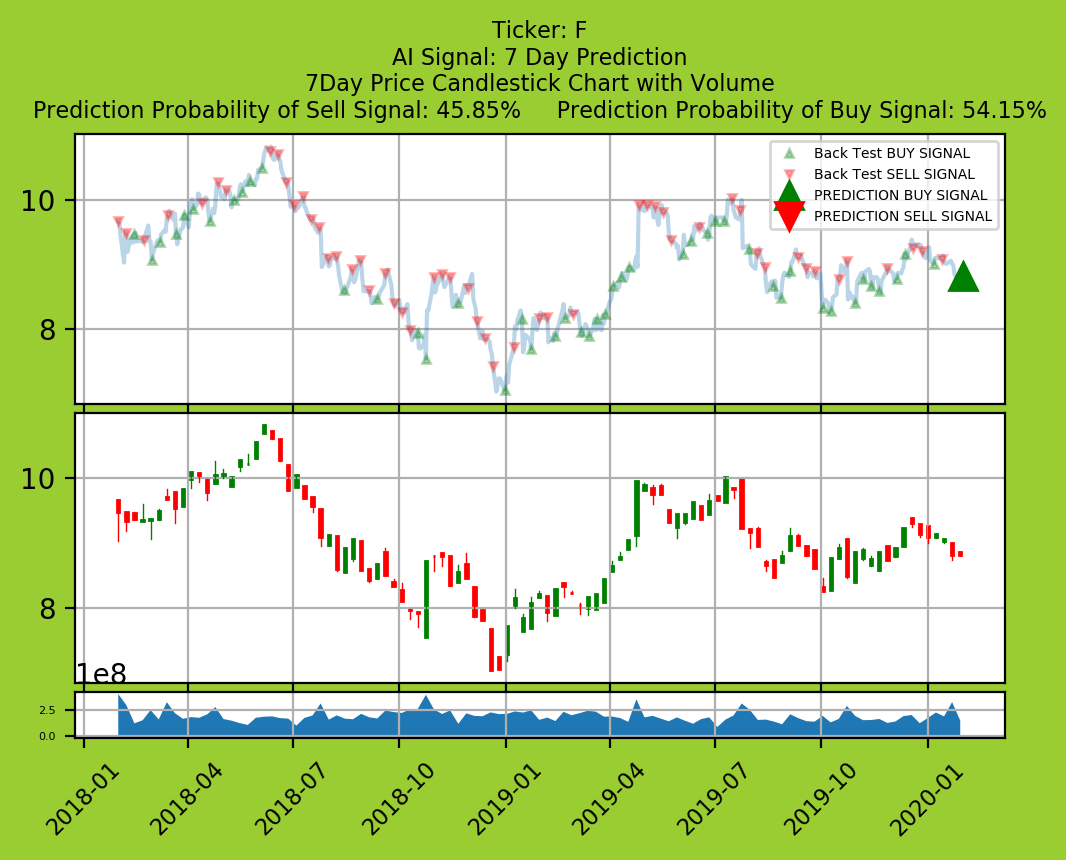 Ticker: F
AI Signal: 7 Day Prediction
7Day Price Candlestick Chart with Volume
Prediction Probability of Sell Signal: 45.85%     Prediction Probability of Buy Signal: 54.15%
Back Test BUY SIGNAL
Back Test SELL SIGNAL
PREDICTION BUY SIGNAL
PREDICTION SELL SIGNAL
10
8
10
8
1e8
2.5
0.0
2018-01
2018-04
2018-07
2018-10
2019-01
2019-04
2019-07
2019-10
2020-01